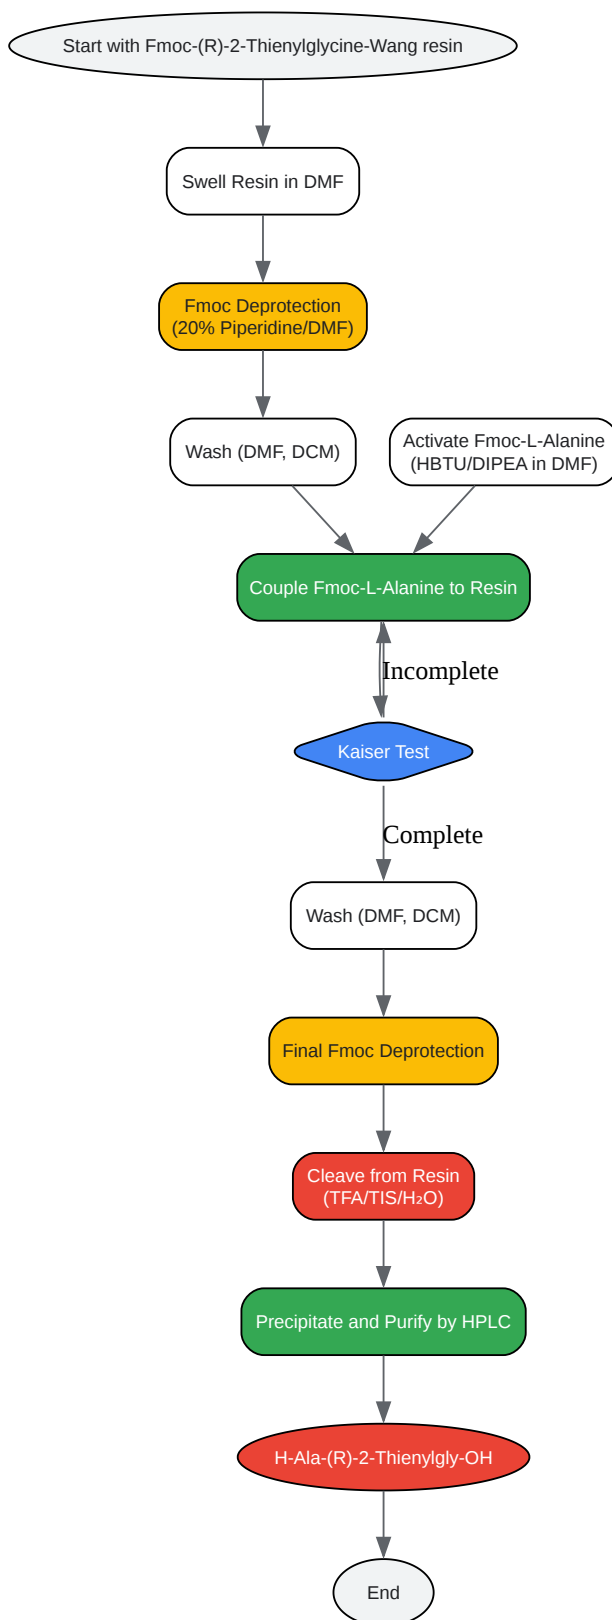 Start with Fmoc-(R)-2-Thienylglycine-Wang resin
Swell Resin in DMF
Fmoc Deprotection
(20% Piperidine/DMF)
Wash (DMF, DCM)
Activate Fmoc-L-Alanine
(HBTU/DIPEA in DMF)
Couple Fmoc-L-Alanine to Resin
Incomplete
Kaiser Test
Complete
Wash (DMF, DCM)
Final Fmoc Deprotection
Cleave from Resin
(TFA/TIS/H₂O)
Precipitate and Purify by HPLC
H-Ala-(R)-2-Thienylgly-OH
End